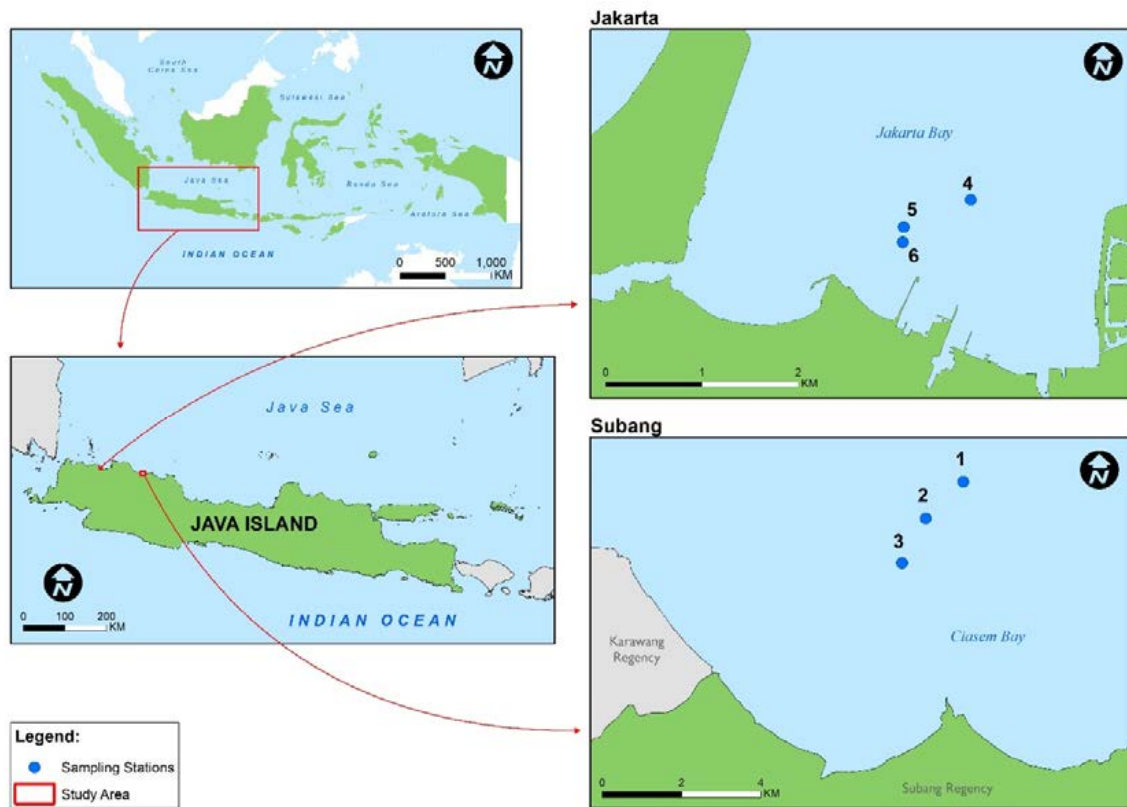 South
Corea Sea
Sulawesi Sea
Java Sea
Banda Sea
Arafura Sea
INDIAN OCEAN
0 500 1,000
KM
N
Java Sea
JAVA ISLAND
N
0 100 200
KM
INDIAN OCEAN
Legend:
Sampling Stations
Study Area
Jakarta
N
Jakarta Bay
4
5
6
0 1 2
KM
Subang
N
1
2
3
Ciasem Bay
Karawang
Regency
0 2 4
KM
Subang Regency